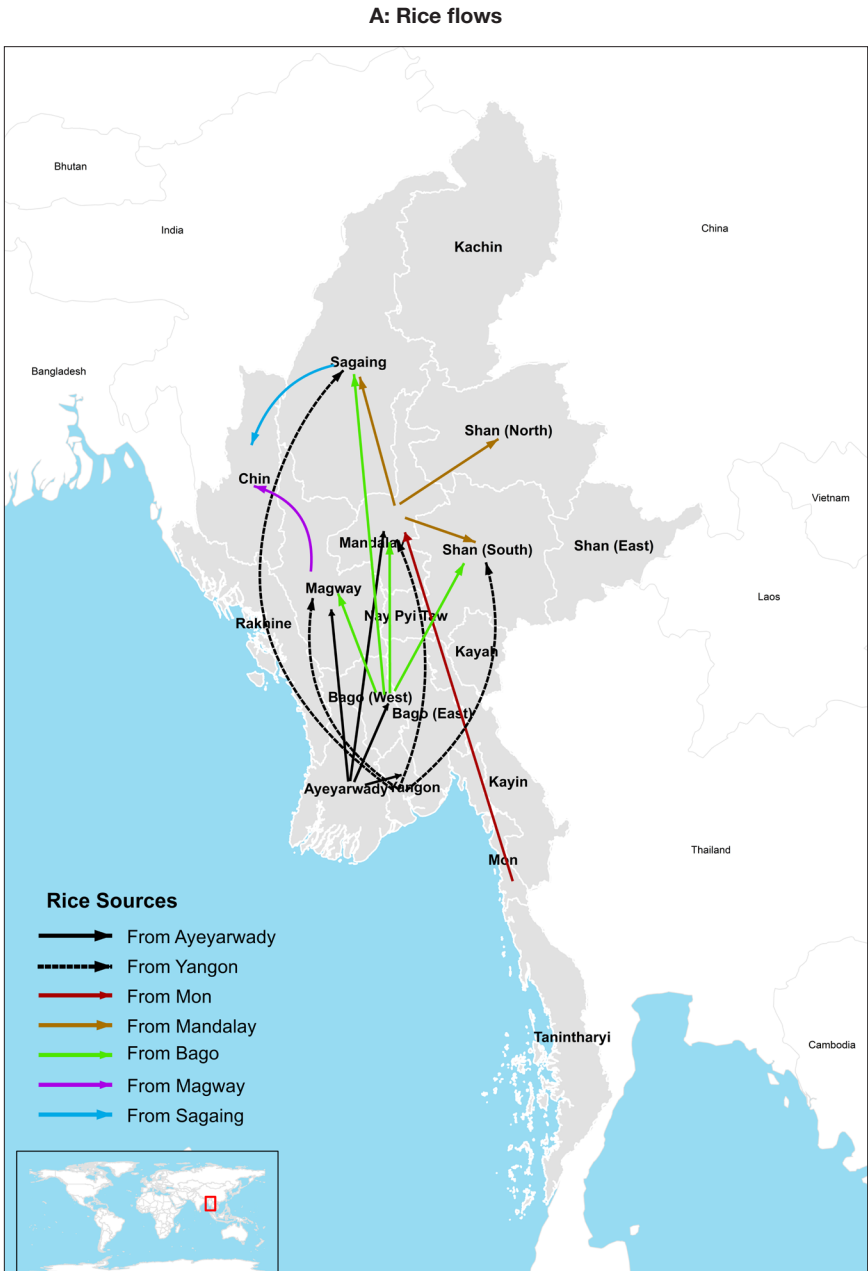 A: Rice flows
Bhutan
India
China
Kachin
Sagaing
Bangladesh
Shan (North)
Chin
Vietnam
Mandalay
Shan (South)
Shan (East)
Magway
Laos
Nay Pyi Taw
Rakhine
Kayah
Bago (West)
Bago (East)
Kayin
Ayeyarwady
Yangon
Thailand
Mon
Rice Sources
From Ayeyarwady
From Yangon
From Mon
From Mandalay
From Bago
From Magway
From Sagaing
Tanintharyi
Cambodia